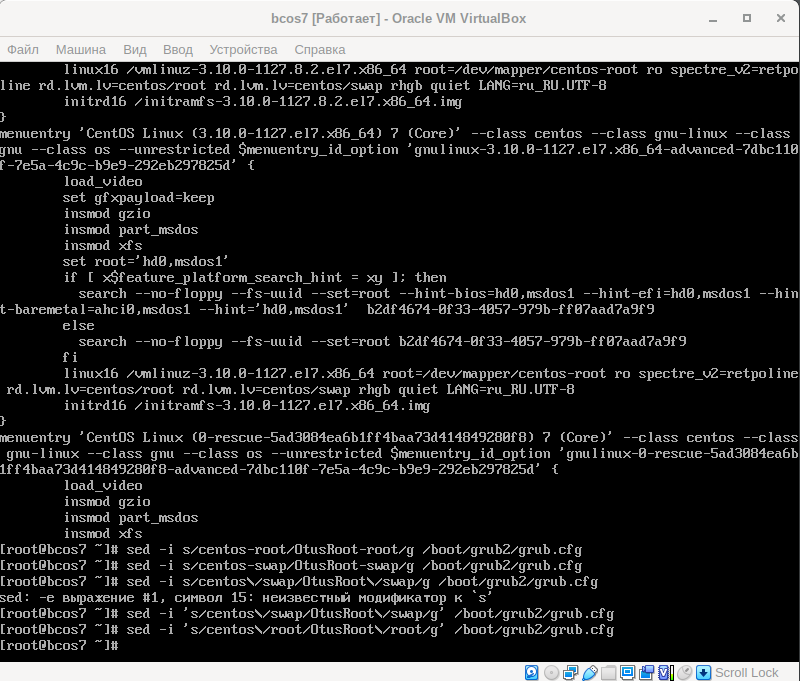 bcos7 [Работает] - Oracle VM VirtualBox
Файл Машина Вид Ввод Устройства Справка
linux16 /vmlinuz-3.10.0-1127.8.2.el7.x86_64 root=/dev/mapper/centos-root ro spectre_v2=retpo
line rd.lvm.lv=centos/root rd.lvm.lv=centos/swap rhgb quiet LANG=ru_RU.UTF-8
initrd16 /initramfs-3.10.0-1127.8.2.el7.x86_64.img
}
menuentry 'CentOS Linux (3.10.0-1127.el7.x86_64) 7 (Core)' --class centos --class gnu-linux --class
gnu --class os --unrestricted $menuentry_id_option 'gnulinux-3.10.0-1127.el7.x86_64-advanced-7dbc110
f-7e5a-4c9c-b9e9-292eb297825d' {
load_video
set gfxpayload=keep
insmod gzio
insmod part_msdos
insmod xfs
set root='hd0,msdos1'
if [ x$feature_platform_search_hint = xy ]; then
search --no-floppy --fs-uuid --set=root --hint-bios=hd0,msdos1 --hint-efi=hd0,msdos1 --hin
t-baremetal=ahci0,msdos1 --hint='hd0,msdos1'  b2df4674-0f33-4057-979b-ff07aad7a9f9
else
search --no-floppy --fs-uuid --set=root b2df4674-0f33-4057-979b-ff07aad7a9f9
fi
linux16 /vmlinuz-3.10.0-1127.el7.x86_64 root=/dev/mapper/centos-root ro spectre_v2=retpoline
rd.lvm.lv=centos/root rd.lvm.lv=centos/swap rhgb quiet LANG=ru_RU.UTF-8
initrd16 /initramfs-3.10.0-1127.el7.x86_64.img
}
menuentry 'CentOS Linux (0-rescue-5ad3084ea6b1ff4baa73d414849280f8) 7 (Core)' --class centos --class
gnu-linux --class gnu --class os --unrestricted $menuentry_id_option 'gnulinux-0-rescue-5ad3084ea6b
1ff4baa73d414849280f8-advanced-7dbc110f-7e5a-4c9c-b9e9-292eb297825d' {
load_video
insmod gzio
insmod part_msdos
insmod xfs
[root@bcos7 ~]# sed -i s/centos-root/OtusRoot-root/g /boot/grub2/grub.cfg
[root@bcos7 ~]# sed -i s/centos-swap/OtusRoot-swap/g /boot/grub2/grub.cfg
[root@bcos7 ~]# sed -i s/centos\/swap/OtusRoot\/swap/g /boot/grub2/grub.cfg
sed: -e выражение #1, символ 15: неизвестный модификатор к `s'
[root@bcos7 ~]# sed -i 's/centos\/swap/OtusRoot\/swap/g' /boot/grub2/grub.cfg
[root@bcos7 ~]# sed -i 's/centos\/root/OtusRoot\/root/g' /boot/grub2/grub.cfg
[root@bcos7 ~]#
Scroll Lock